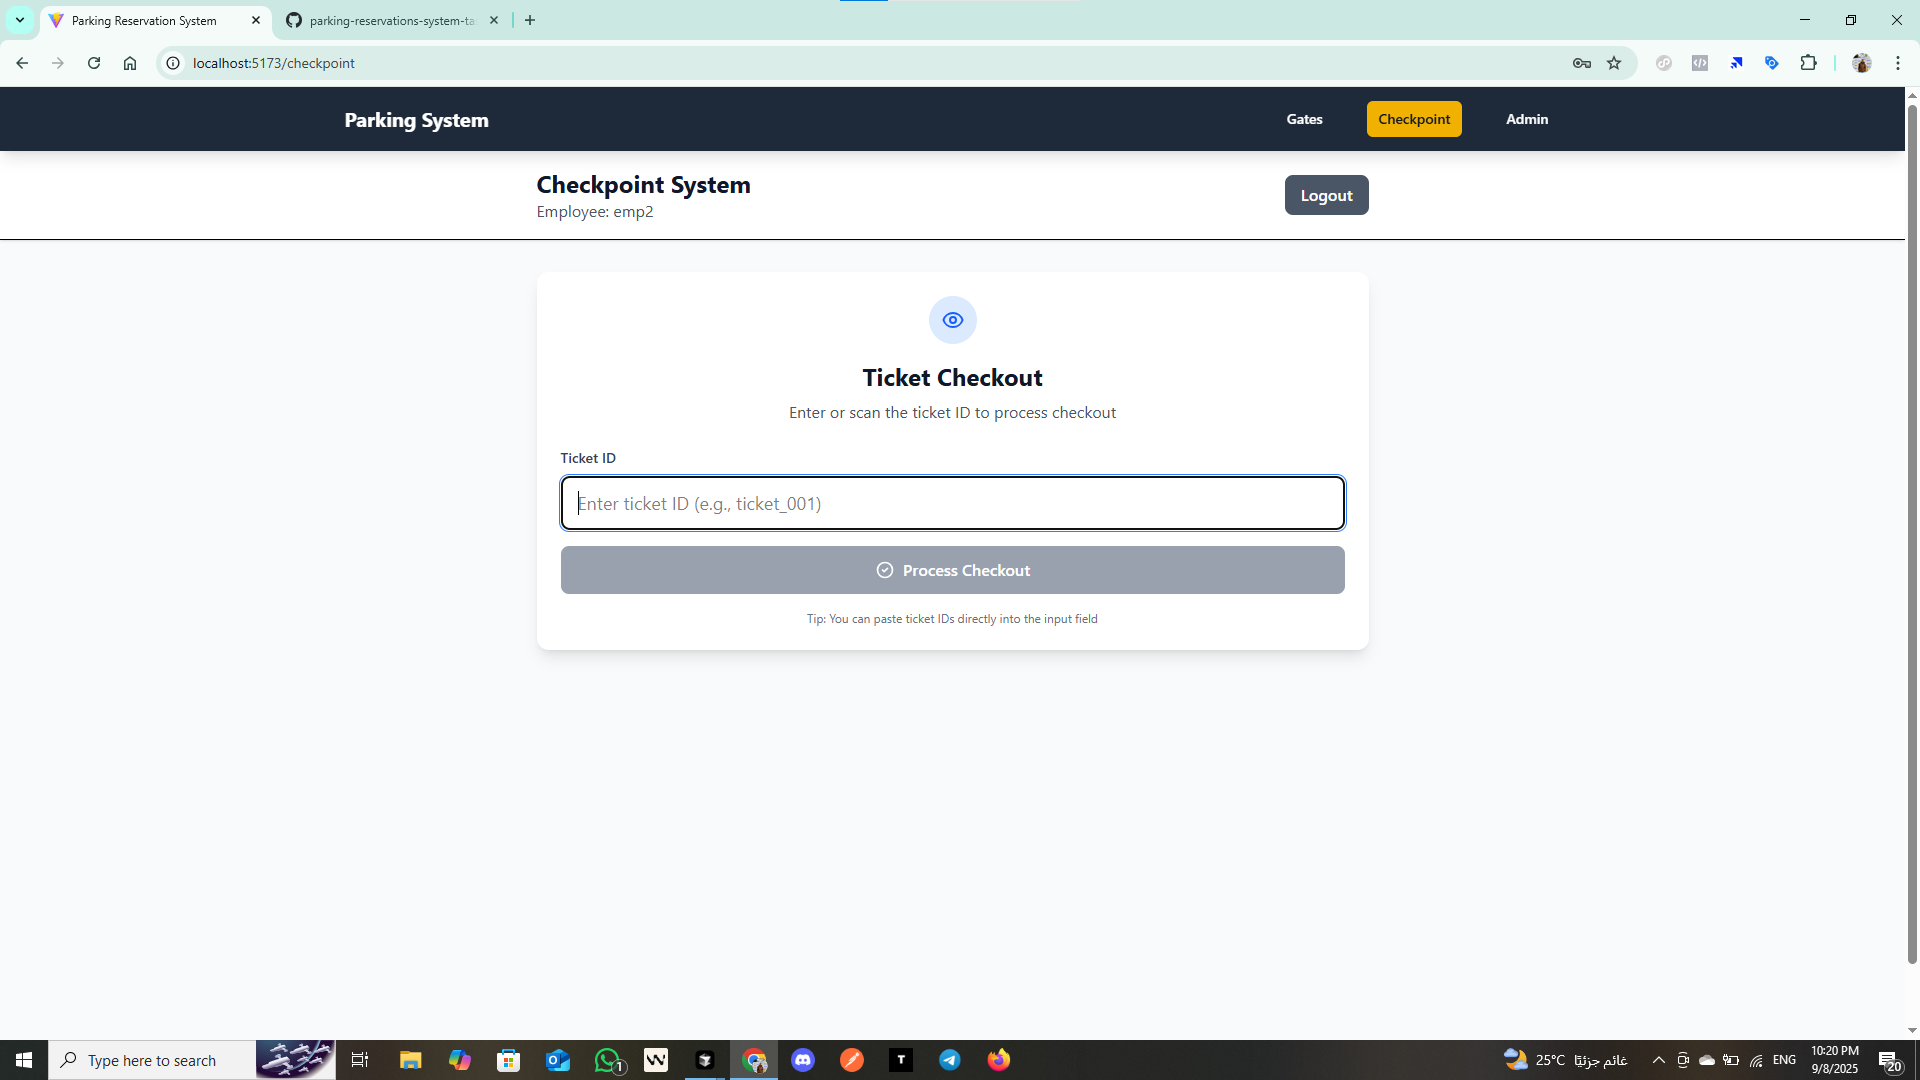 Parking Reservation System
parking-reservations-system-ta
localhost:5173/checkpoint
Parking System
Gates
Checkpoint
Admin
Checkpoint System
Employee: emp2
Logout
Ticket Checkout
Enter or scan the ticket ID to process checkout
Ticket ID
Enter ticket ID (e.g., ticket_001)
Process Checkout
Tip: You can paste ticket IDs directly into the input field
Type here to search
1
T
25°C غائم جزئيًا
ENG
10:20 PM
9/8/2025
20